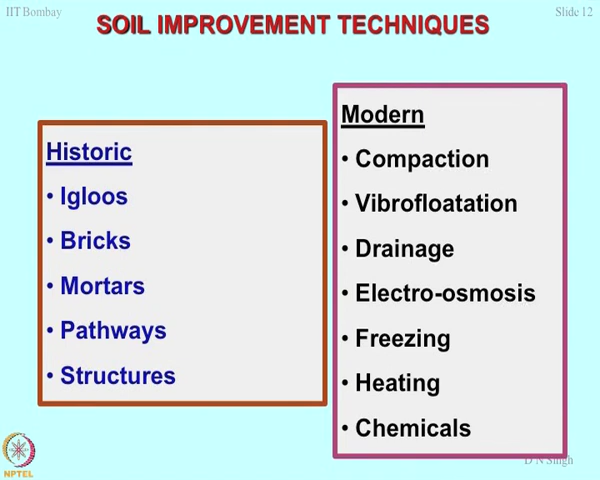 IIT Bombay
Slide 12
SOIL IMPROVEMENT TECHNIQUES
Historic
• Igloos
• Bricks
• Mortars
• Pathways
• Structures
Modern
• Compaction
• Vibrofloatation
• Drainage
• Electro-osmosis
• Freezing
• Heating
• Chemicals
NPTEL
D N Singh